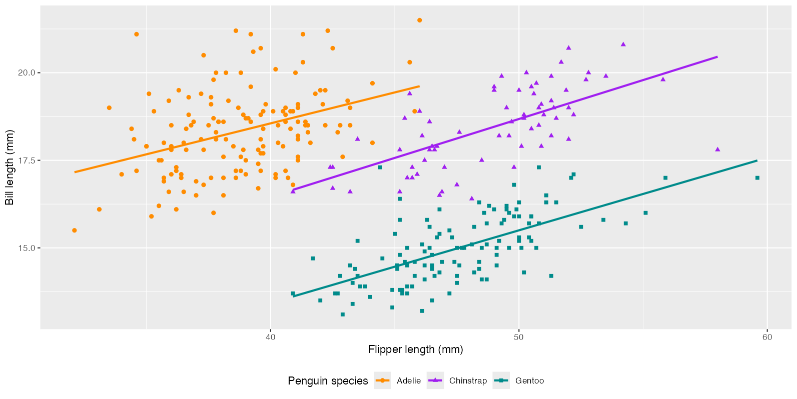 20.0
17.5
15.0
Bill length (mm)
40 50 60
Flipper length (mm)
Penguin species Adelie Chinstrap Gentoo